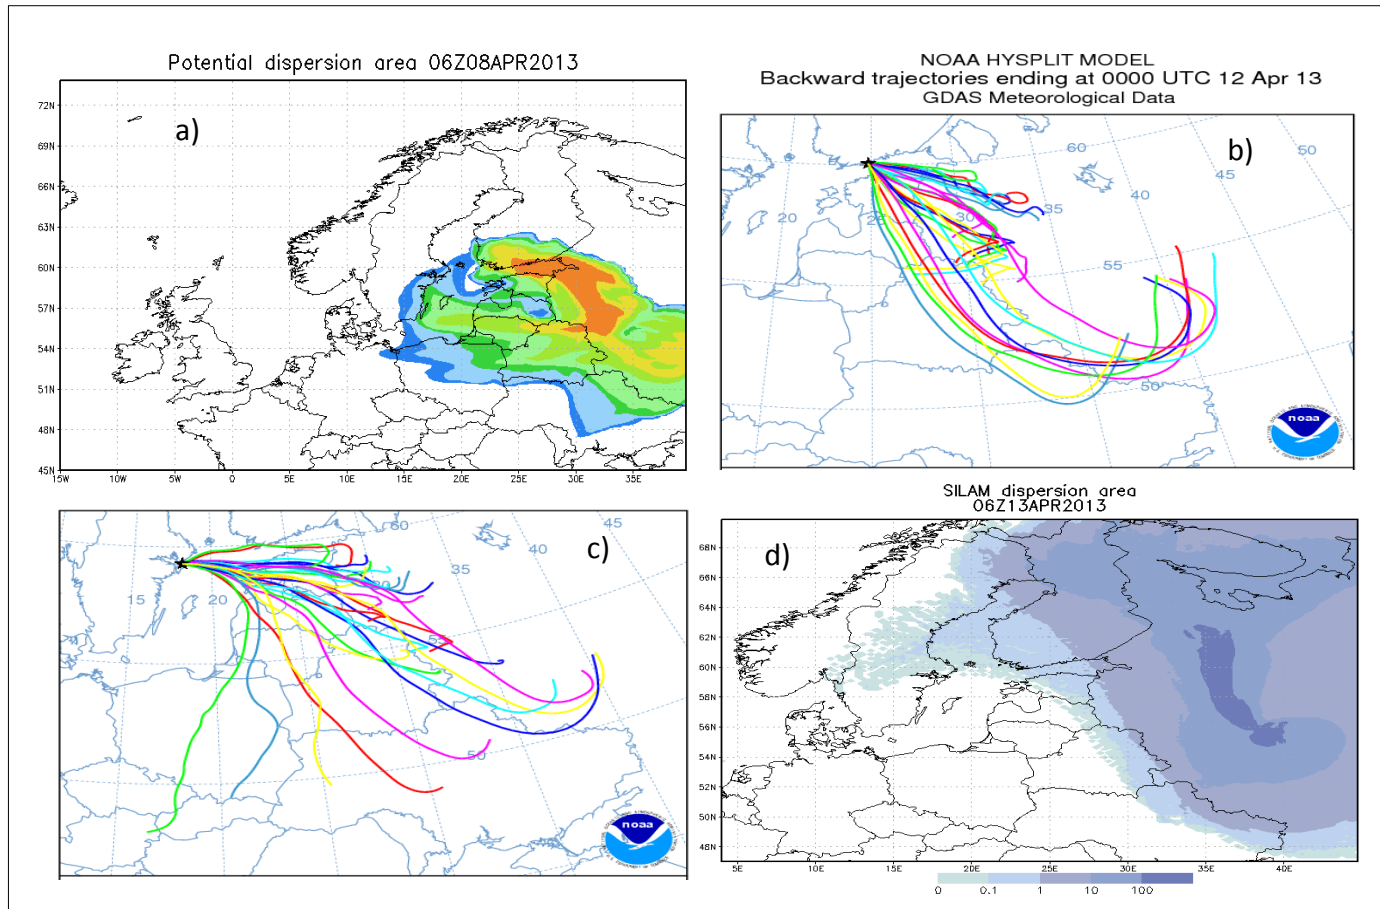 Potential dispersion area 06Z08APR2013
a)
72N
69N
66N
63N
60N
57N
54N
51N
48N
45N
15W 10W 5W 0 5E 10E 15E 20E 25E 30E 35E
NOAA HYSPLIT MODEL
Backward trajectories ending at 0000 UTC 12 Apr 13
GDAS Meteorological Data
b)
60
50
45
40
35
30
25
20
55
50
noaa
c)
60
45
40
35
30
15
20
55
50
noaa
SILAM dispersion area
06Z13APR2013
d)
68N
66N
64N
62N
60N
58N
56N
54N
52N
50N
48N
5E 10E 15E 20E 25E 30E 35E 40E
0 0.1 1 10 100